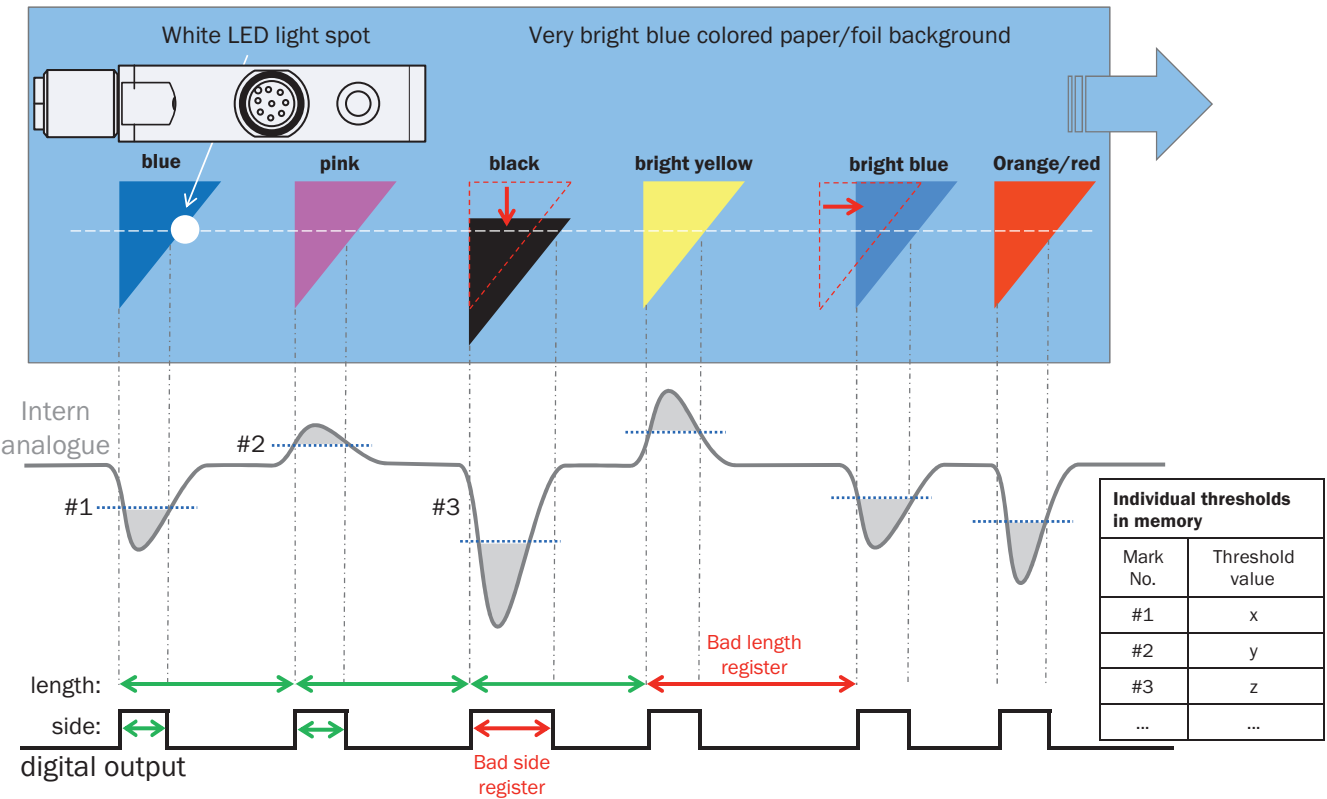 White LED light spot
Very bright blue colored paper/foil background
blue
pink
black
bright yellow
bright blue
Orange/red
Intern
analogue
#1
#2
#3
Individual thresholds
in memory
Mark
No.
Threshold
value
#1
x
#2
y
#3
z
...
...
Bad length
register
length:
side:
Bad side
register
digital output